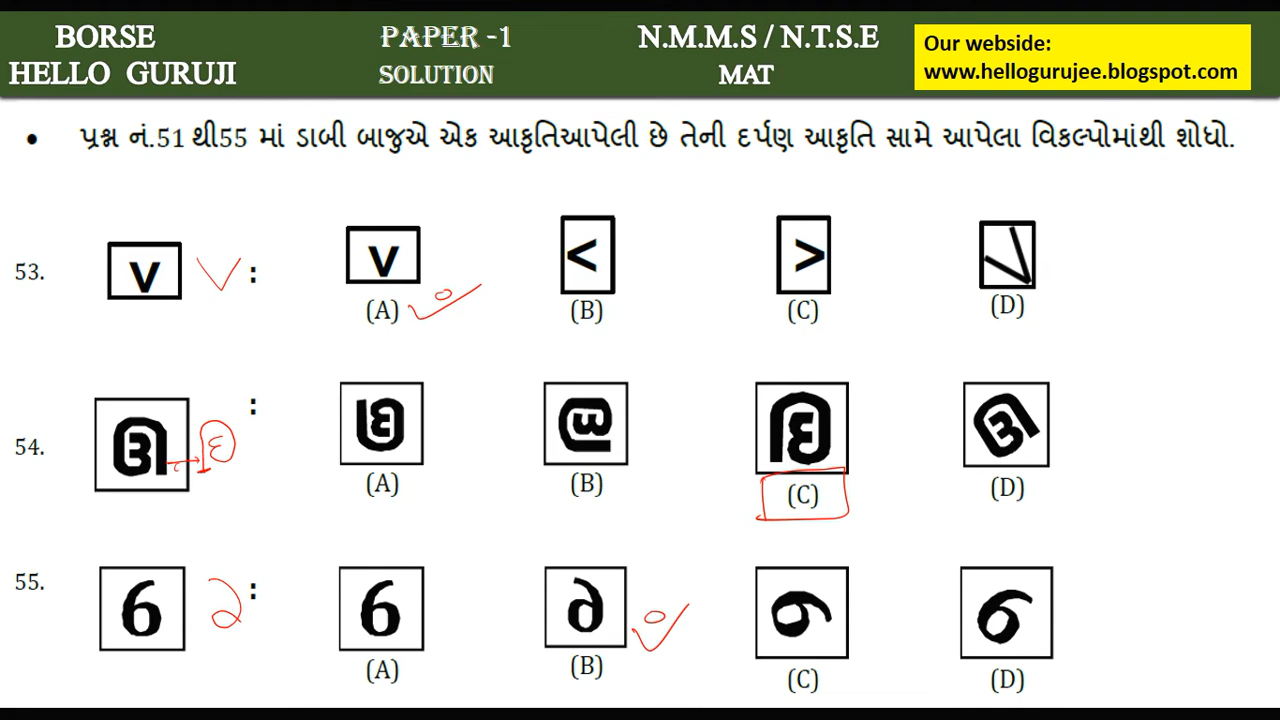 BORSE PAPER -1 N.M.M.S / N.T.S.E Our webside:
HELLO GURUJI SOLUTION MAT www.hellogurujee.blogspot.com
• પ્રશ્ન નં.51 થી55 માં ડાબી બાજુએ એક આકૃતિઆપેલી છે તેની દર્પણ આકૃતિ સામે આપેલા વિકલ્પોમાંથી શોધો.
53. v V : v < >
(A) (B) (C) (D)
54. ઊ :
(A) (B) (C) (D)
55. 6 : 6
(A) (B) (C) (D)